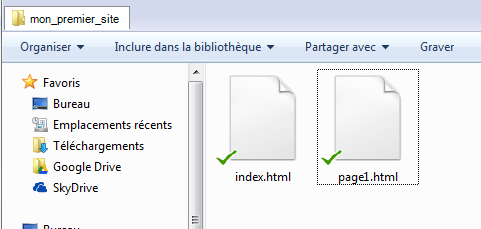 mon_premier_site
Organiser Inclure dans la bibliothèque Partager avec Graver
Favoris
Bureau
Emplacements récents
Téléchargements
Google Drive
SkyDrive
Bureau
index.html
page1.html